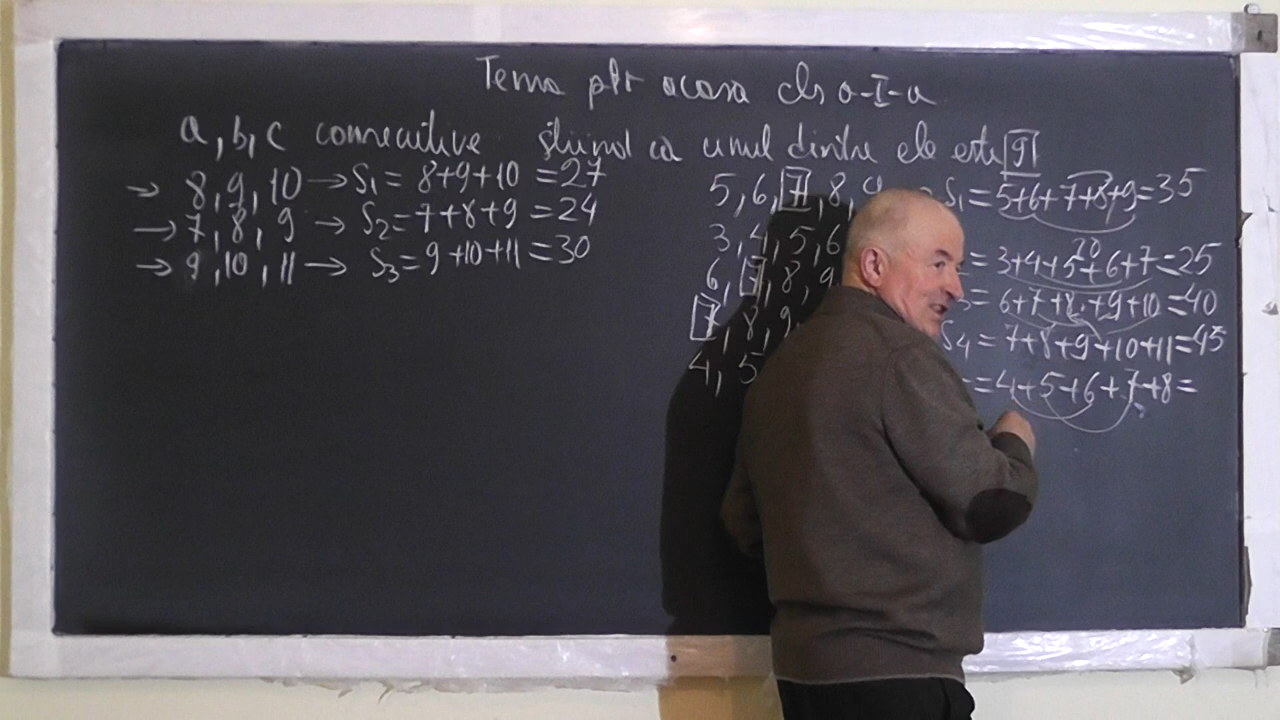 Tema ptr acasa cls a-I-a
a, b, c consecutive știind ca unul dintre ele este 9
→ 8, 9, 10 → S₁ = 8+9+10 = 27
→ 7, 8, 9 → S₂ = 7+8+9 = 24
→ 9, 10, 11 → S₃ = 9+10+11 = 30
5, 6, 7, 8, S₁ = 5+6+7+8+9 = 35
3, 4, 5, 6 = 3+4+5+6+7 = 25
20
6, 7, 8, 9 = 6+7+8+9+10 = 40
7, 8, 9, S₄ = 7+8+9+10+11 = 45
4, 5 = 4+5+6+7+8 =